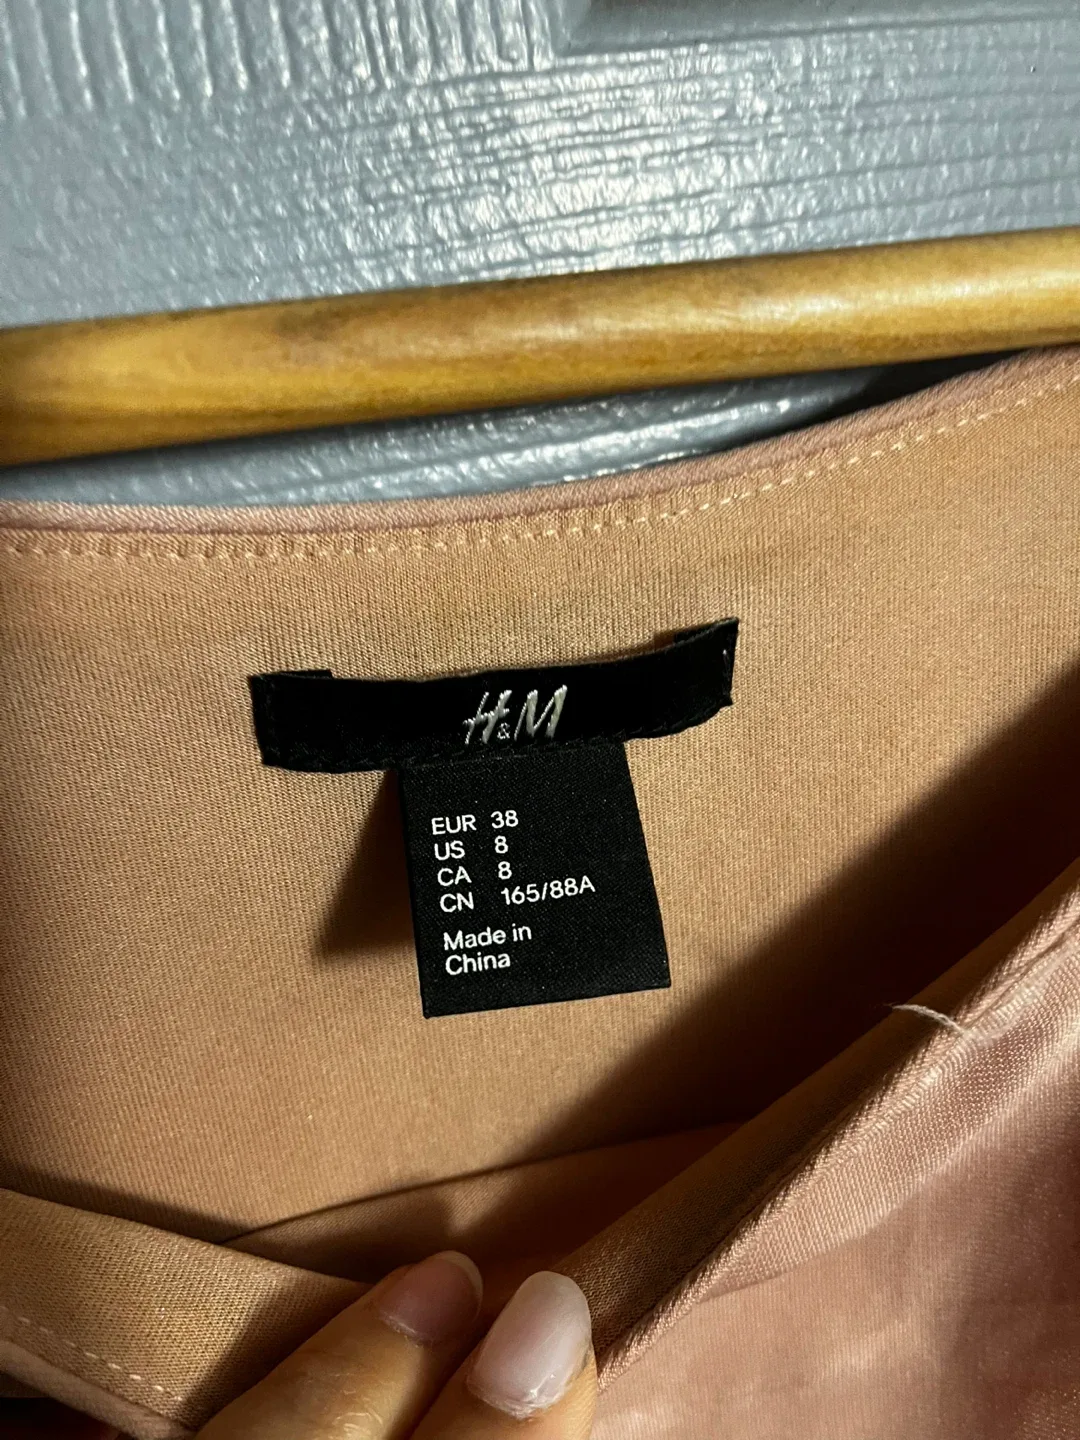 H&M
EUR 38
US 8
CA 8
CN 165/88A
Made in
China